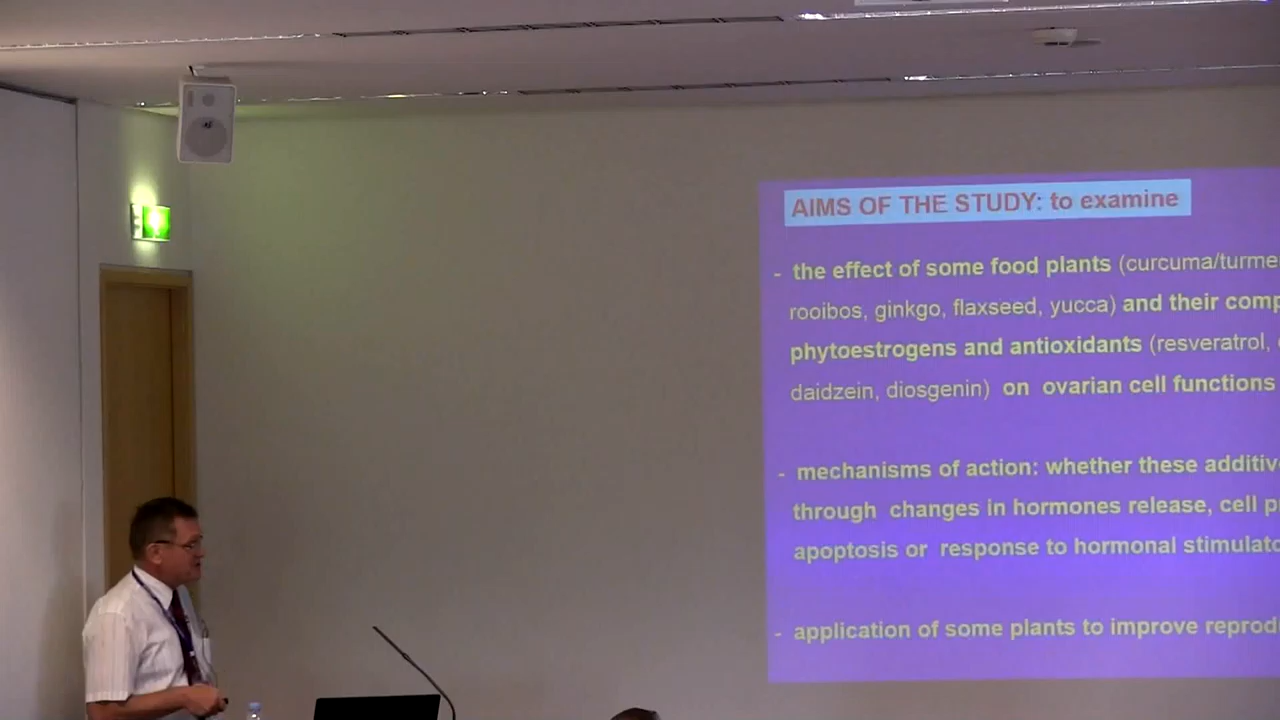 AIMS OF THE STUDY: to examine
- the effect of some food plants (curcuma/turme
rooibos, ginkgo, flaxseed, yucca) and their comp
phytoestrogens and antioxidants (resveratrol,
daidzein, diosgenin) on ovarian cell functions
- mechanisms of action: whether these additiv
through changes in hormones release, cell p
apoptosis or response to hormonal stimulato
- application of some plants to improve reprod